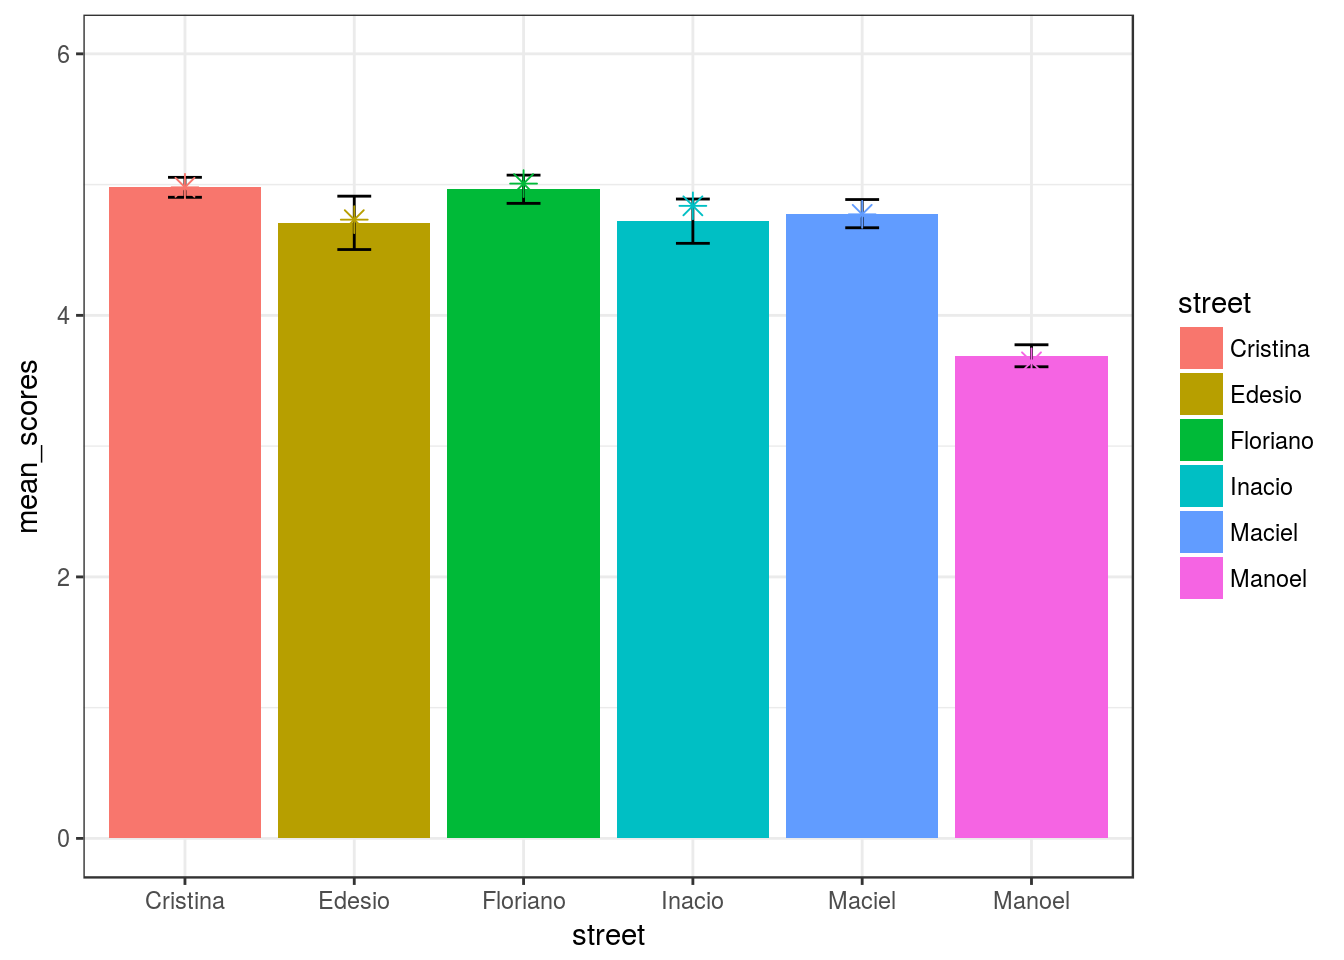 6
4
2
0
mean_scores
Cristina
Edesio
Floriano
Inacio
Maciel
Manoel
street
street
Cristina
Edesio
Floriano
Inacio
Maciel
Manoel